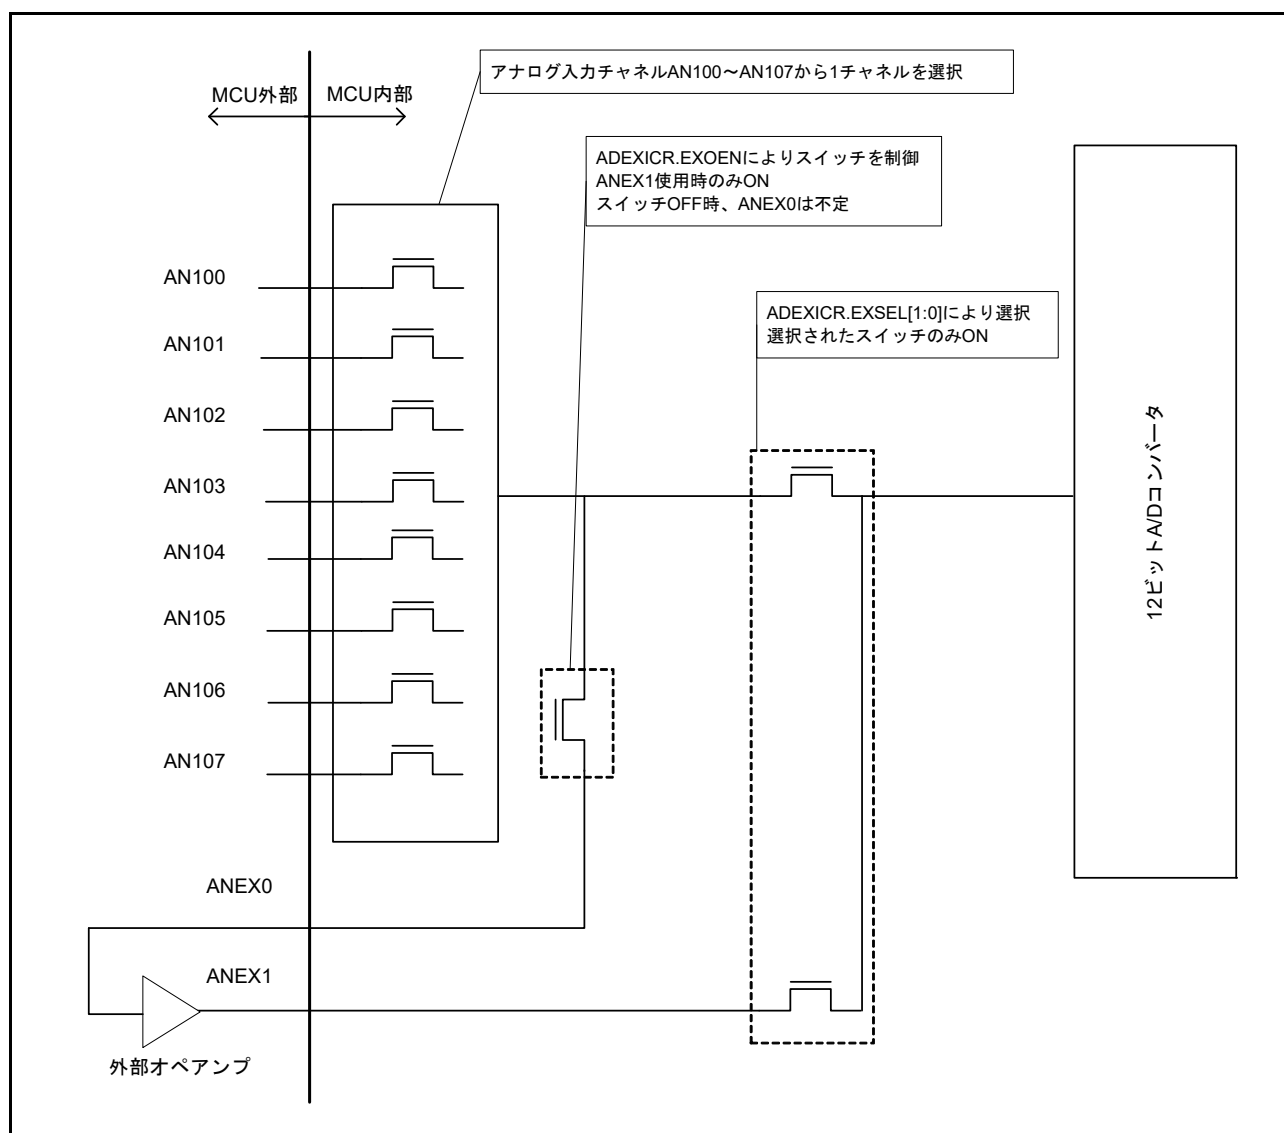 アナログ入力チャネルAN100～AN107から1チャネルを選択
MCU外部
MCU内部
ADEXICR.EXOENによりスイッチを制御
ANEX1使用時のみON
スイッチOFF時、ANEX0は不定
AN100
ADEXICR.EXSEL[1:0]により選択
選択されたスイッチのみON
AN101
AN102
AN103
AN104
AN105
AN106
AN107
12ビットA/Dコンバータ
ANEX0
ANEX1
外部オペアンプ